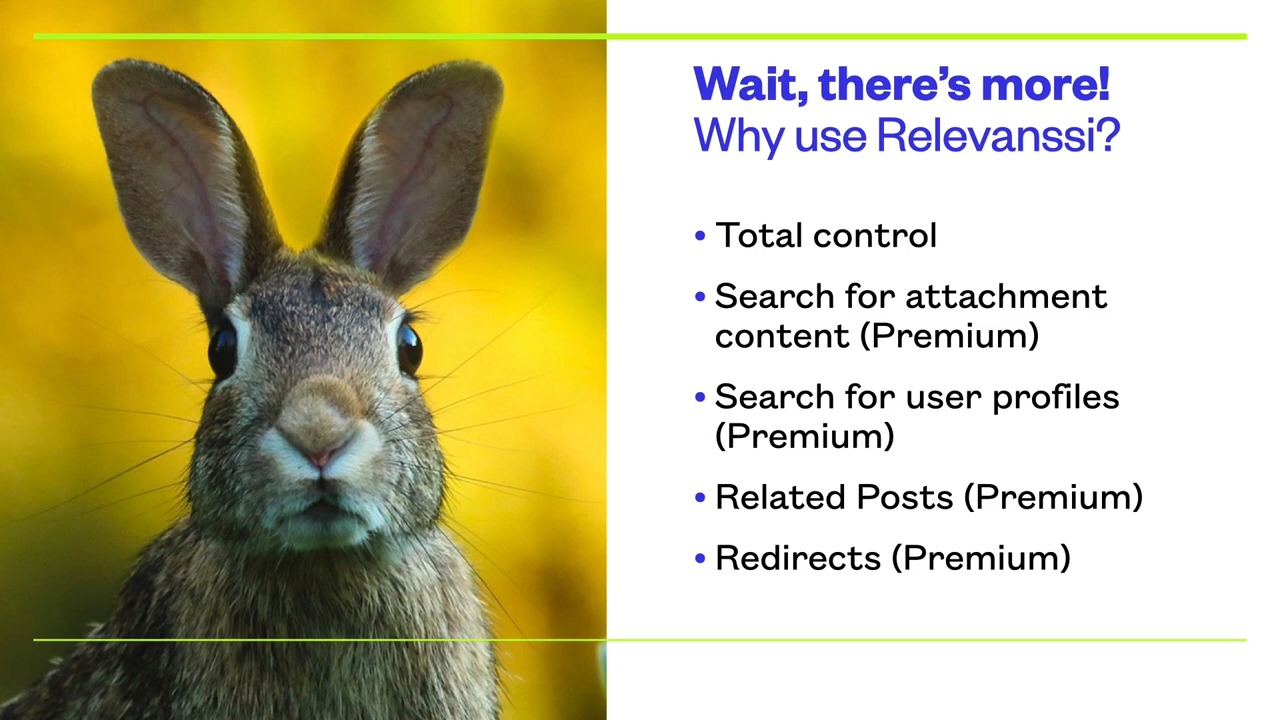 Wait, there’s more!
Why use Relevanssi?
• Total control
• Search for attachment
content (Premium)
• Search for user profiles
(Premium)
• Related Posts (Premium)
• Redirects (Premium)